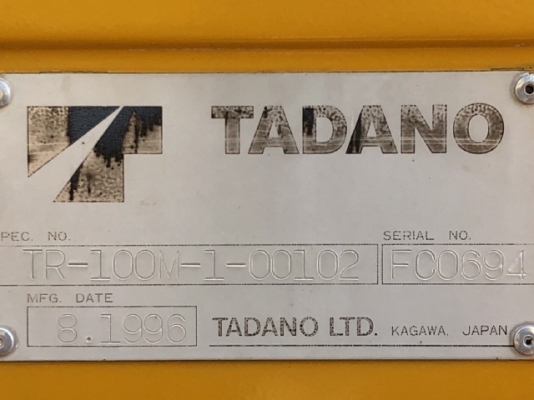 TADANO
PEC. NO. SERIAL NO.
TR-100M-1-00102 FC0694
MFG. DATE
8.1996 TADANO LTD. KAGAWA, JAPAN